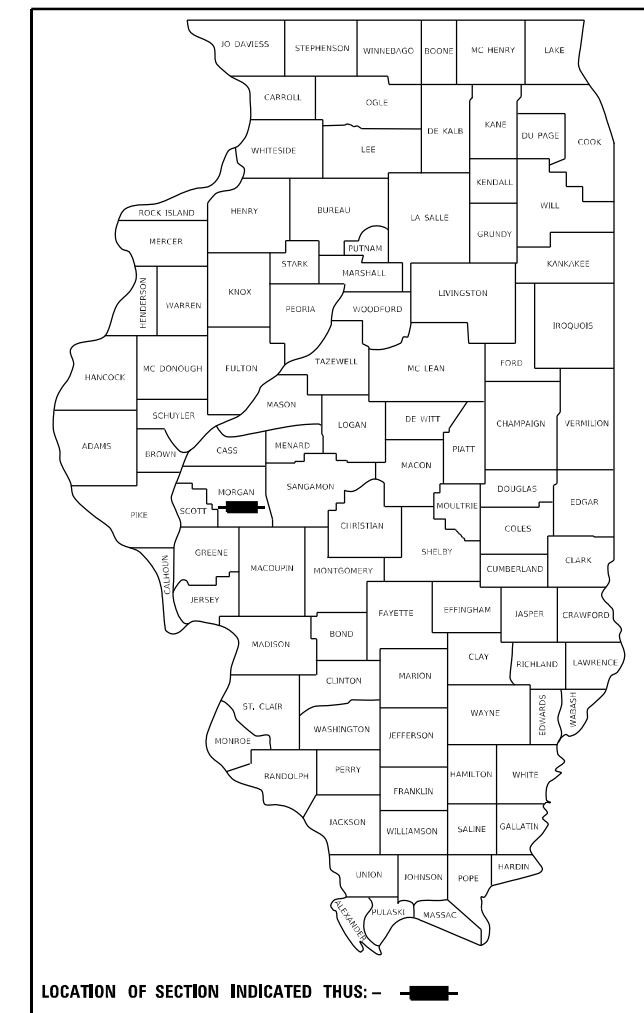 JO DAVIESS
STEPHENSON
WINNEBAGO
BOONE
MC HENRY
LAKE
CARROLL
OGLE
DE KALB
KANE
DU PAGE
COOK
WHITESIDE
LEE
KENDALL
ROCK ISLAND
HENRY
BUREAU
LA SALLE
WILL
GRUNDY
MERCER
PUTNAM
STARK
MARSHALL
KANKAKEE
HENDERSON
WARREN
KNOX
PEORIA
WOODFORD
LIVINGSTON
IROQUOIS
HANCOCK
MC DONOUGH
FULTON
TAZEWELL
MC LEAN
FORD
SCHUYLER
MASON
LOGAN
DE WITT
CHAMPAIGN
VERMILION
ADAMS
BROWN
CASS
MENARD
PIATT
MACON
MORGAN
SANGAMON
DOUGLAS
EDGAR
PIKE
SCOTT
CHRISTIAN
MOULTRIE
COLES
GREENE
MACOUPIN
MONTGOMERY
SHELBY
CUMBERLAND
CLARK
CALHOUN
JERSEY
FAYETTE
EFFINGHAM
JASPER
CRAWFORD
MADISON
BOND
CLAY
RICHLAND
LAWRENCE
CLINTON
MARION
ST. CLAIR
WAYNE
EDWARDS
WABASH
MONROE
WASHINGTON
JEFFERSON
RANDOLPH
PERRY
HAMILTON
WHITE
FRANKLIN
JACKSON
WILLIAMSON
SALINE
GALLATIN
UNION
JOHNSON
POPE
HARDIN
ALEXANDER
PULASKI
MASSAC
LOCATION OF SECTION INDICATED THUS: –